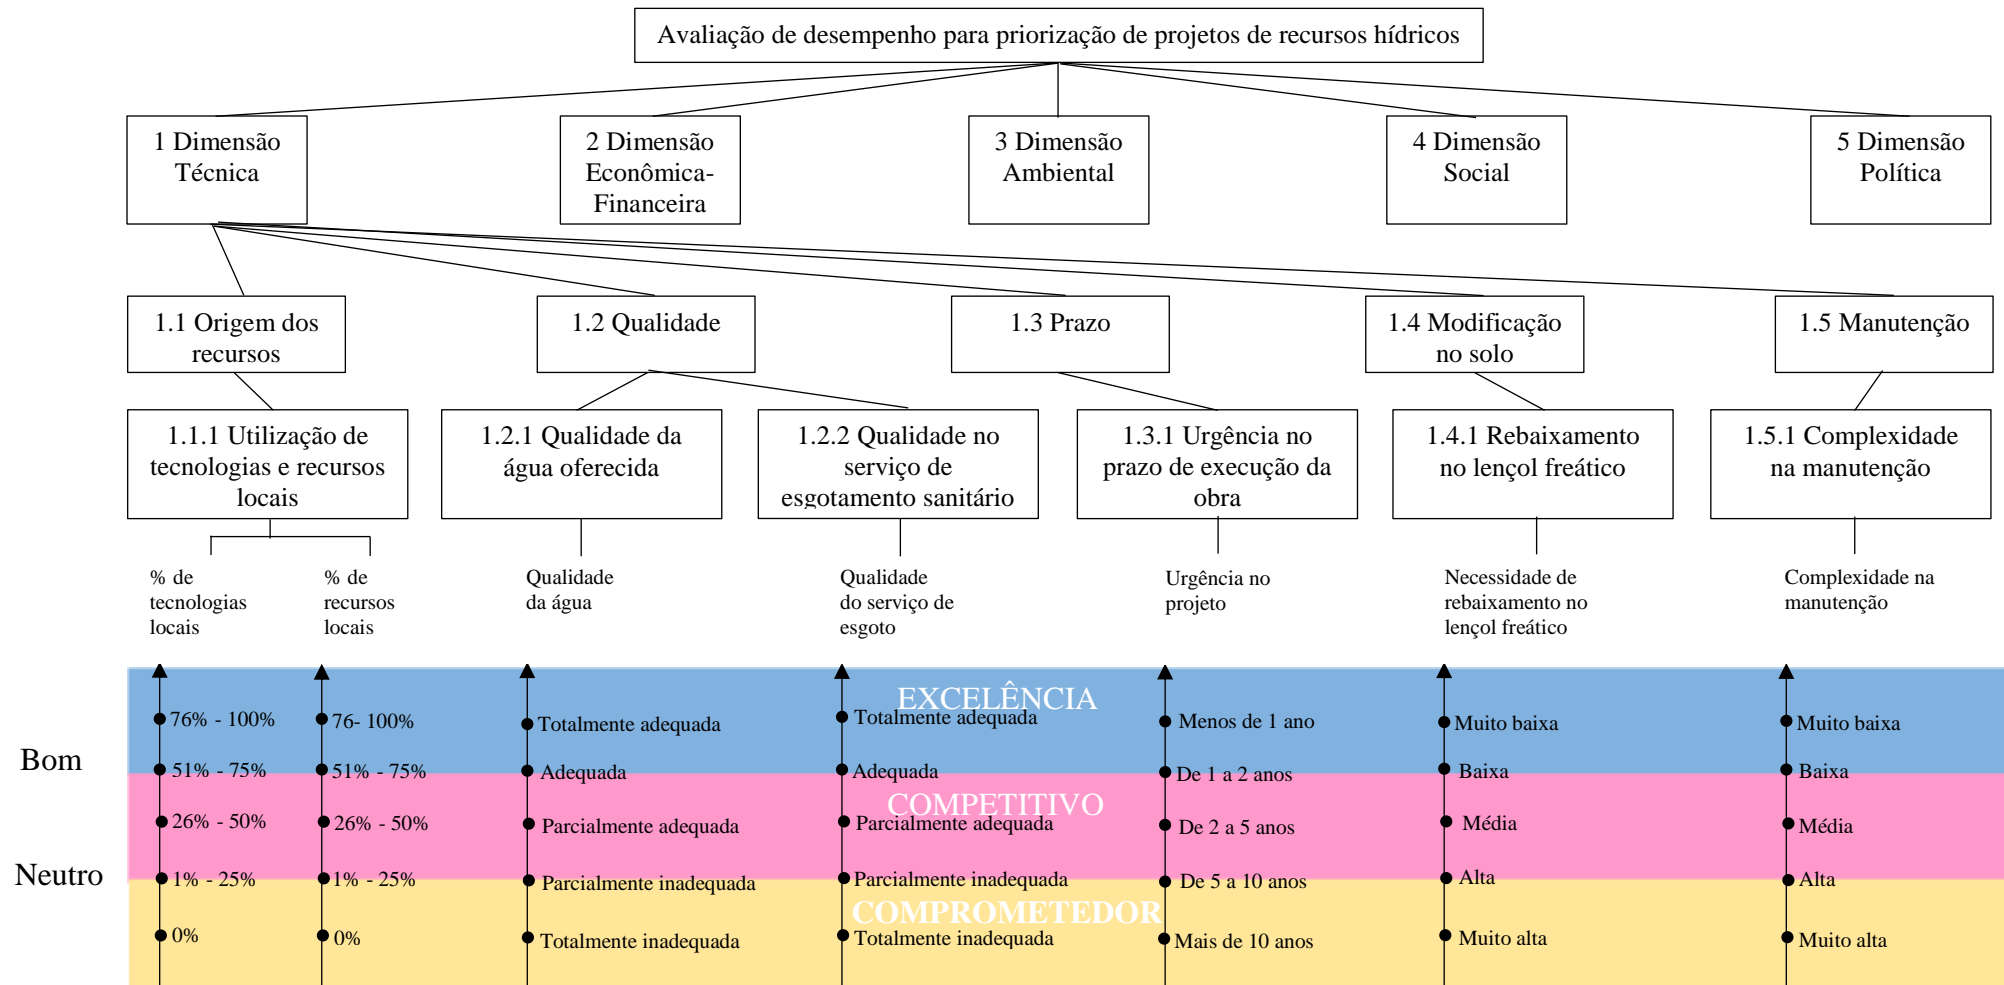 Avaliação de desempenho para priorização de projetos de recursos hídricos
1 Dimensão
Técnica
2 Dimensão
Econômica-
Financeira
3 Dimensão
Ambiental
4 Dimensão
Social
5 Dimensão
Política
1.1 Origem dos
recursos
1.2 Qualidade
1.3 Prazo
1.4 Modificação
no solo
1.5 Manutenção
1.1.1 Utilização de
tecnologias e recursos
locais
1.2.1 Qualidade da
água oferecida
1.2.2 Qualidade no
serviço de
esgotamento sanitário
1.3.1 Urgência no
prazo de execução da
obra
1.4.1 Rebaixamento
no lençol freático
1.5.1 Complexidade
na manutenção
% de
tecnologias
locais
% de
recursos
locais
Qualidade
da água
Qualidade
do serviço de
esgoto
Urgência no
projeto
Necessidade de
rebaixamento no
lençol freático
Complexidade na
manutenção
EXCELÊNCIA
76% - 100%
76- 100%
Totalmente adequada
Totalmente adequada
Menos de 1 ano
Muito baixa
Muito baixa
Bom
51% - 75%
51% - 75%
Adequada
Adequada
De 1 a 2 anos
Baixa
Baixa
COMPETITIVO
26% - 50%
26% - 50%
Parcialmente adequada
Parcialmente adequada
De 2 a 5 anos
Média
Média
Neutro
1% - 25%
1% - 25%
Parcialmente inadequada
Parcialmente inadequada
De 5 a 10 anos
Alta
Alta
COMPROMETEDOR
0%
0%
Totalmente inadequada
Totalmente inadequada
Mais de 10 anos
Muito alta
Muito alta